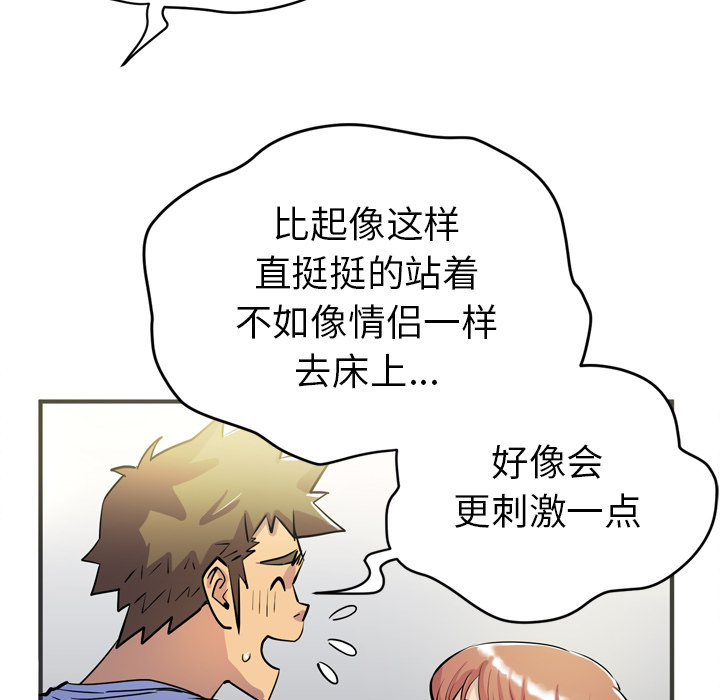 比起像这样
直挺挺的站着
不如像情侣一样
去床上...
好像会
更刺激一点